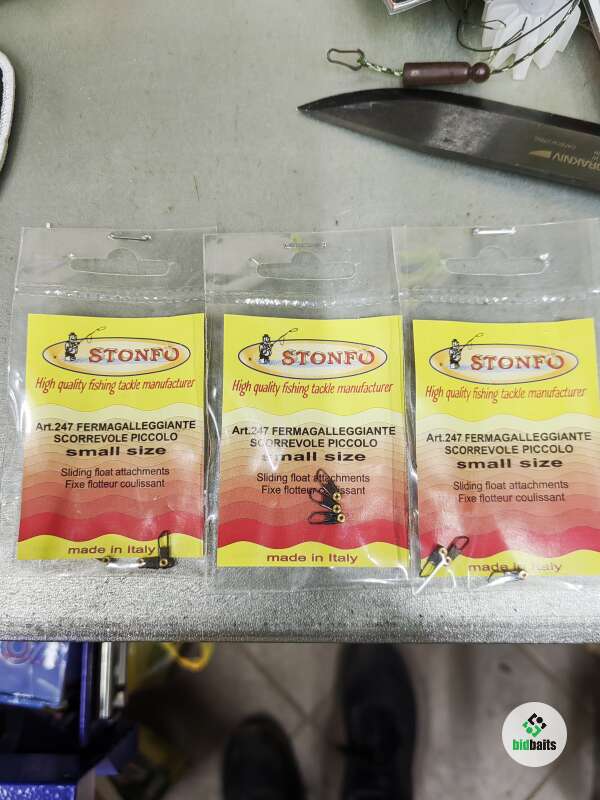 ORAKNIV
STONFO
High quality fishing tackle manufacturer
Art.247 FERMAGALLEGGIANTE
SCORREVOLE PICCOLO
small size
Sliding float attachments
Fixe flotteur coulissant
made in Italy
STONFO
High quality fishing tackle manufacturer
Art.247 FERMAGALLEGGIANTE
SCORREVOLE PICCOLO
small size
Sliding float attachments
Fixe flotteur coulissant
made in Italy
STONFO
High quality fishing tackle manufacturer
Art.247 FERMAGALLEGGIANTE
SCORREVOLE PICCOLO
small size
Sliding float attachments
Fixe flotteur coulissant
made in Italy
bidbaits